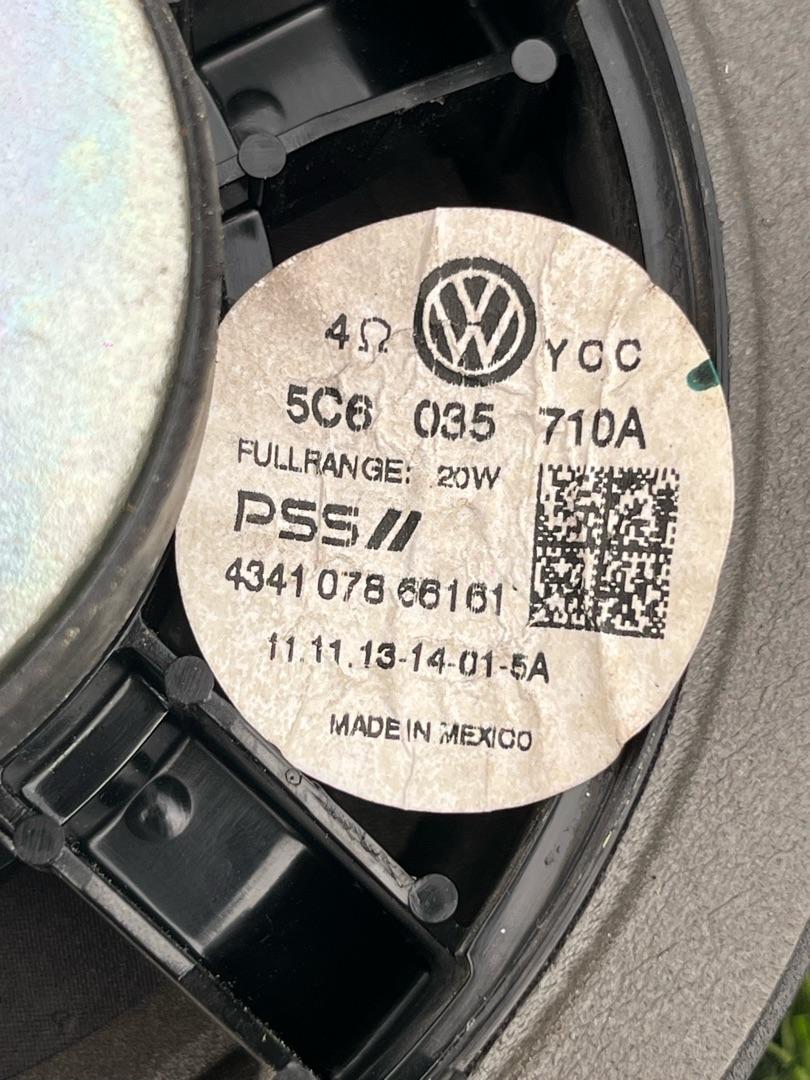 4Ω YCC
5C6 035 710A
FULLRANGE: 20W
PSS//
4341 078 66161
11.11.13-14-01-5A
MADE IN MEXICO